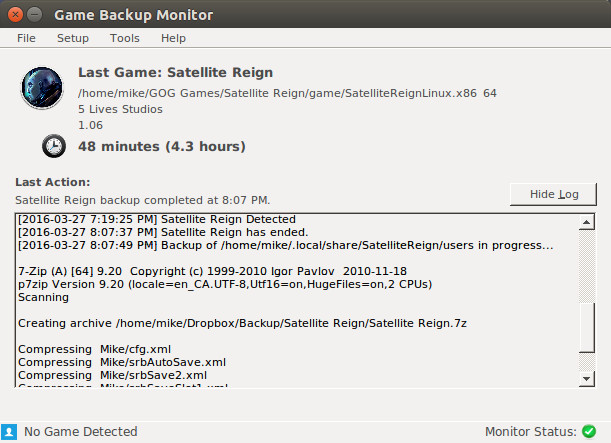 Game Backup Monitor
File Setup Tools Help
Last Game: Satellite Reign
/home/mike/GOG Games/Satellite Reign/game/SatelliteReignLinux.x86_64
5 Lives Studios
1.06
48 minutes (4.3 hours)
Last Action:
Satellite Reign backup completed at 8:07 PM.
Hide Log
[2016-03-27 7:19:25 PM] Satellite Reign Detected
[2016-03-27 8:07:37 PM] Satellite Reign has ended.
[2016-03-27 8:07:49 PM] Backup of /home/mike/.local/share/SatelliteReign/users in progress...
7-Zip (A) [64] 9.20 Copyright (c) 1999-2010 Igor Pavlov 2010-11-18
p7zip Version 9.20 (locale=en_CA.UTF-8,Utf16=on,HugeFiles=on,2 CPUs)
Scanning
Creating archive /home/mike/Dropbox/Backup/Satellite Reign/Satellite Reign.7z
Compressing Mike/cfg.xml
Compressing Mike/srbAutoSave.xml
Compressing Mike/srbSave2.xml
Compressing Mike/srbSaveSlot1.xml
No Game Detected
Monitor Status: